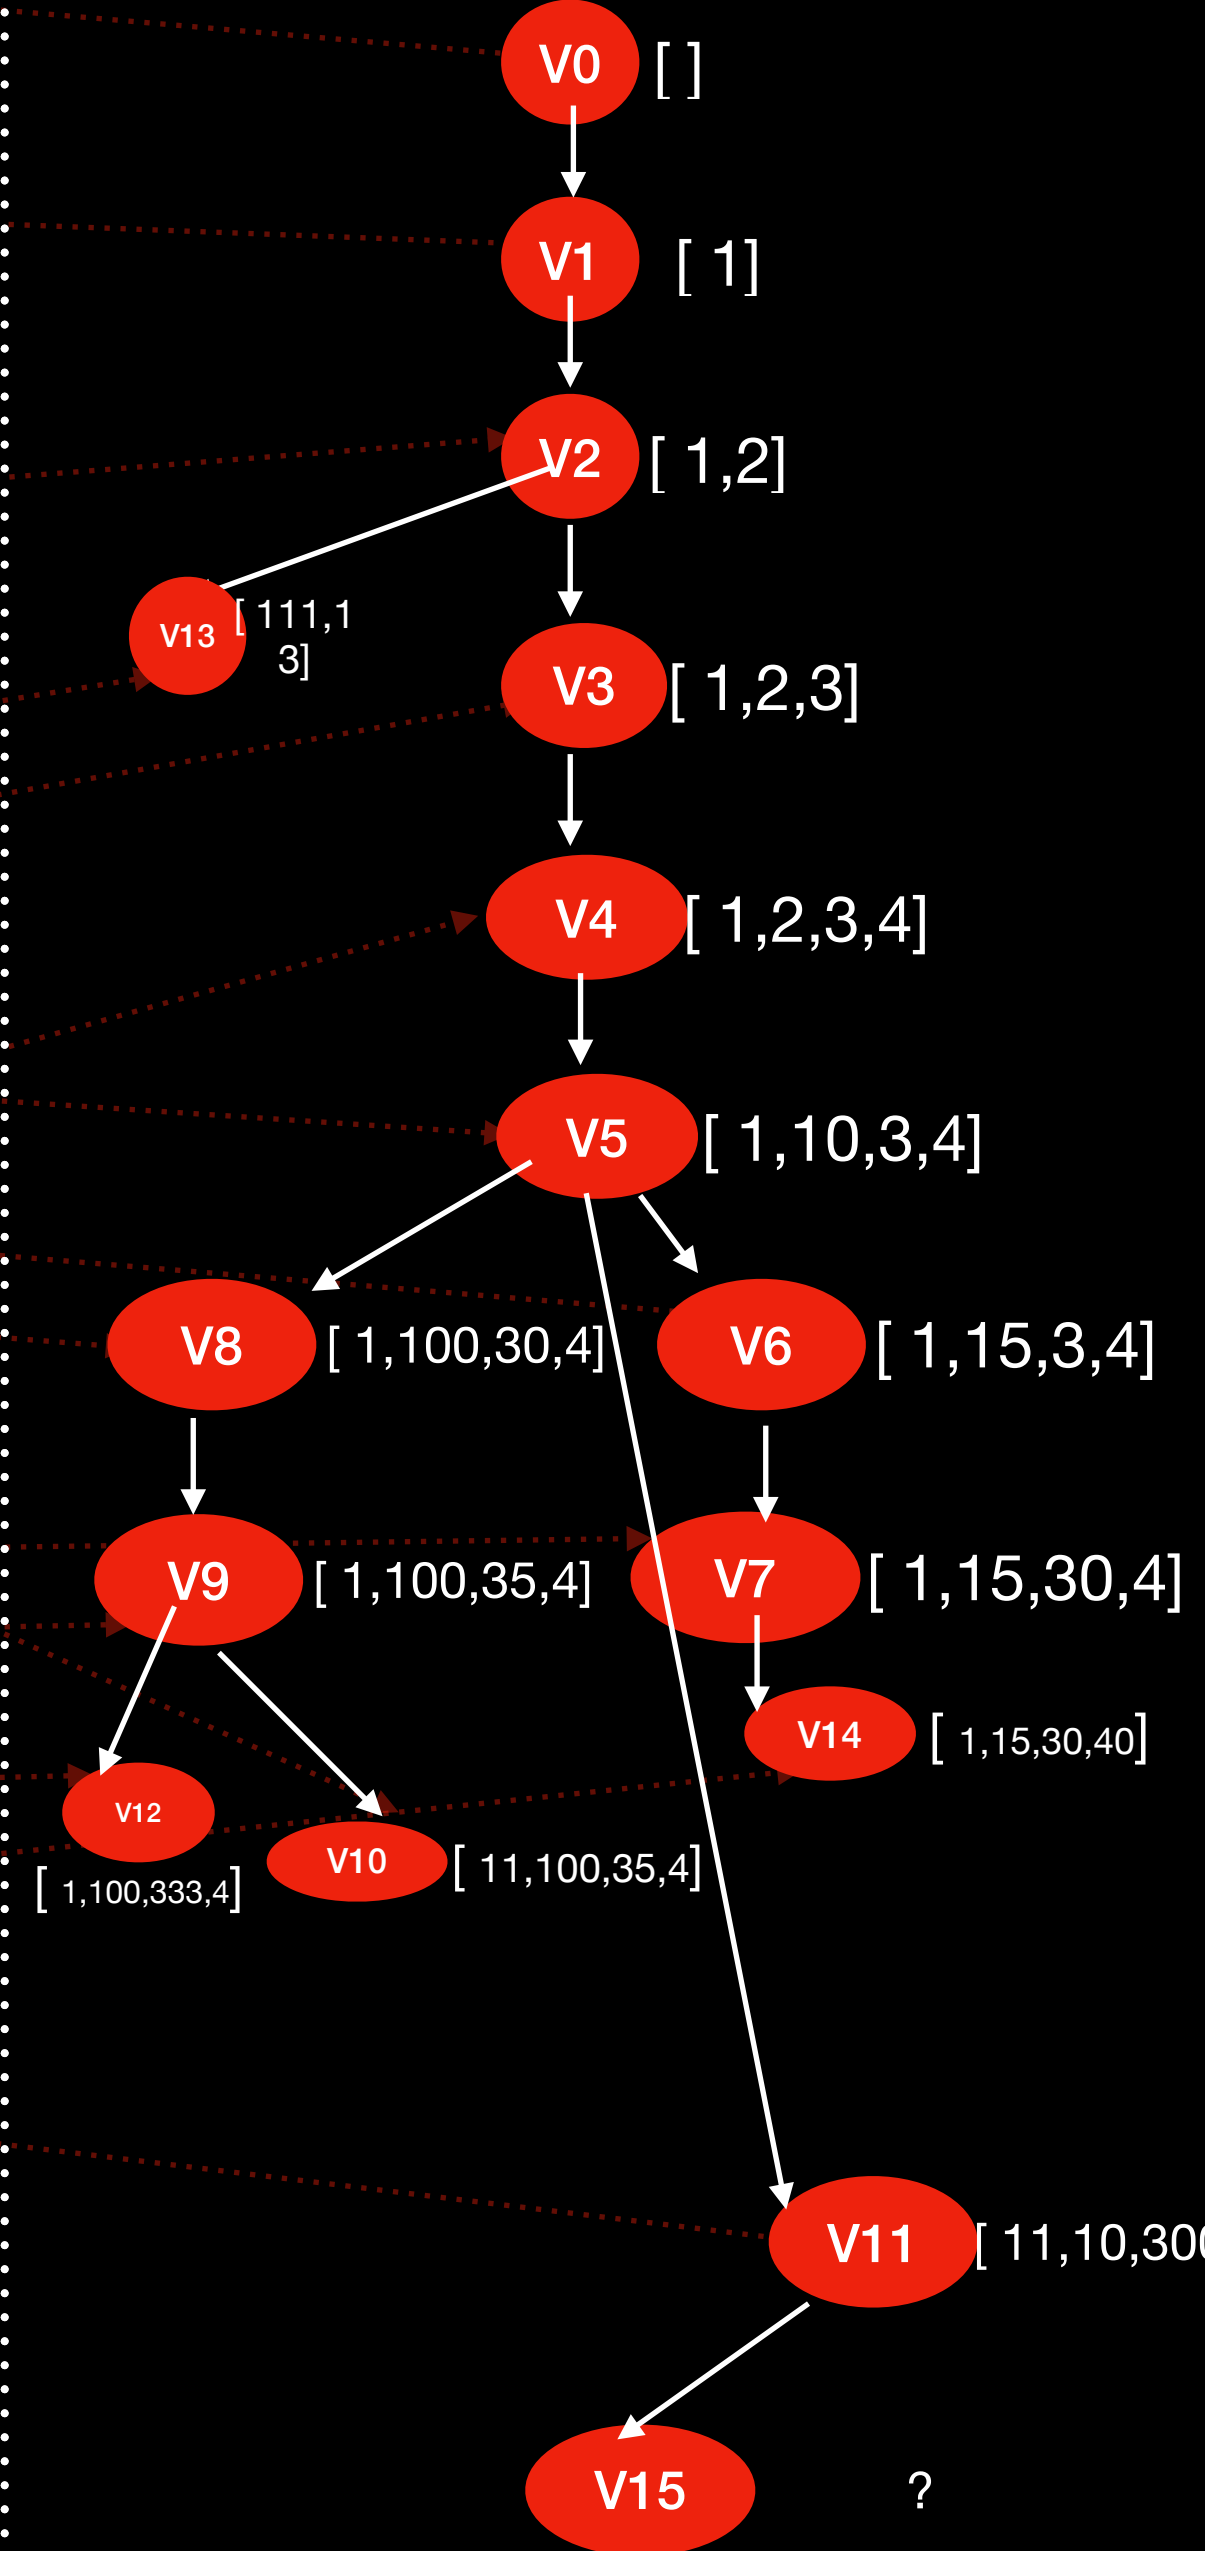 V0 [ ]
V1 [ 1]
V2 [ 1,2]
V13 [ 111,1
3]
V3 [ 1,2,3]
V4 [ 1,2,3,4]
V5 [ 1,10,3,4]
V8 [ 1,100,30,4] V6 [ 1,15,3,4]
V9 [ 1,100,35,4] V7 [ 1,15,30,4]
V14 [ 1,15,30,40]
V12 V10 [ 11,100,35,4]
[ 1,100,333,4]
V11 [ 11,10,300
V15 ?